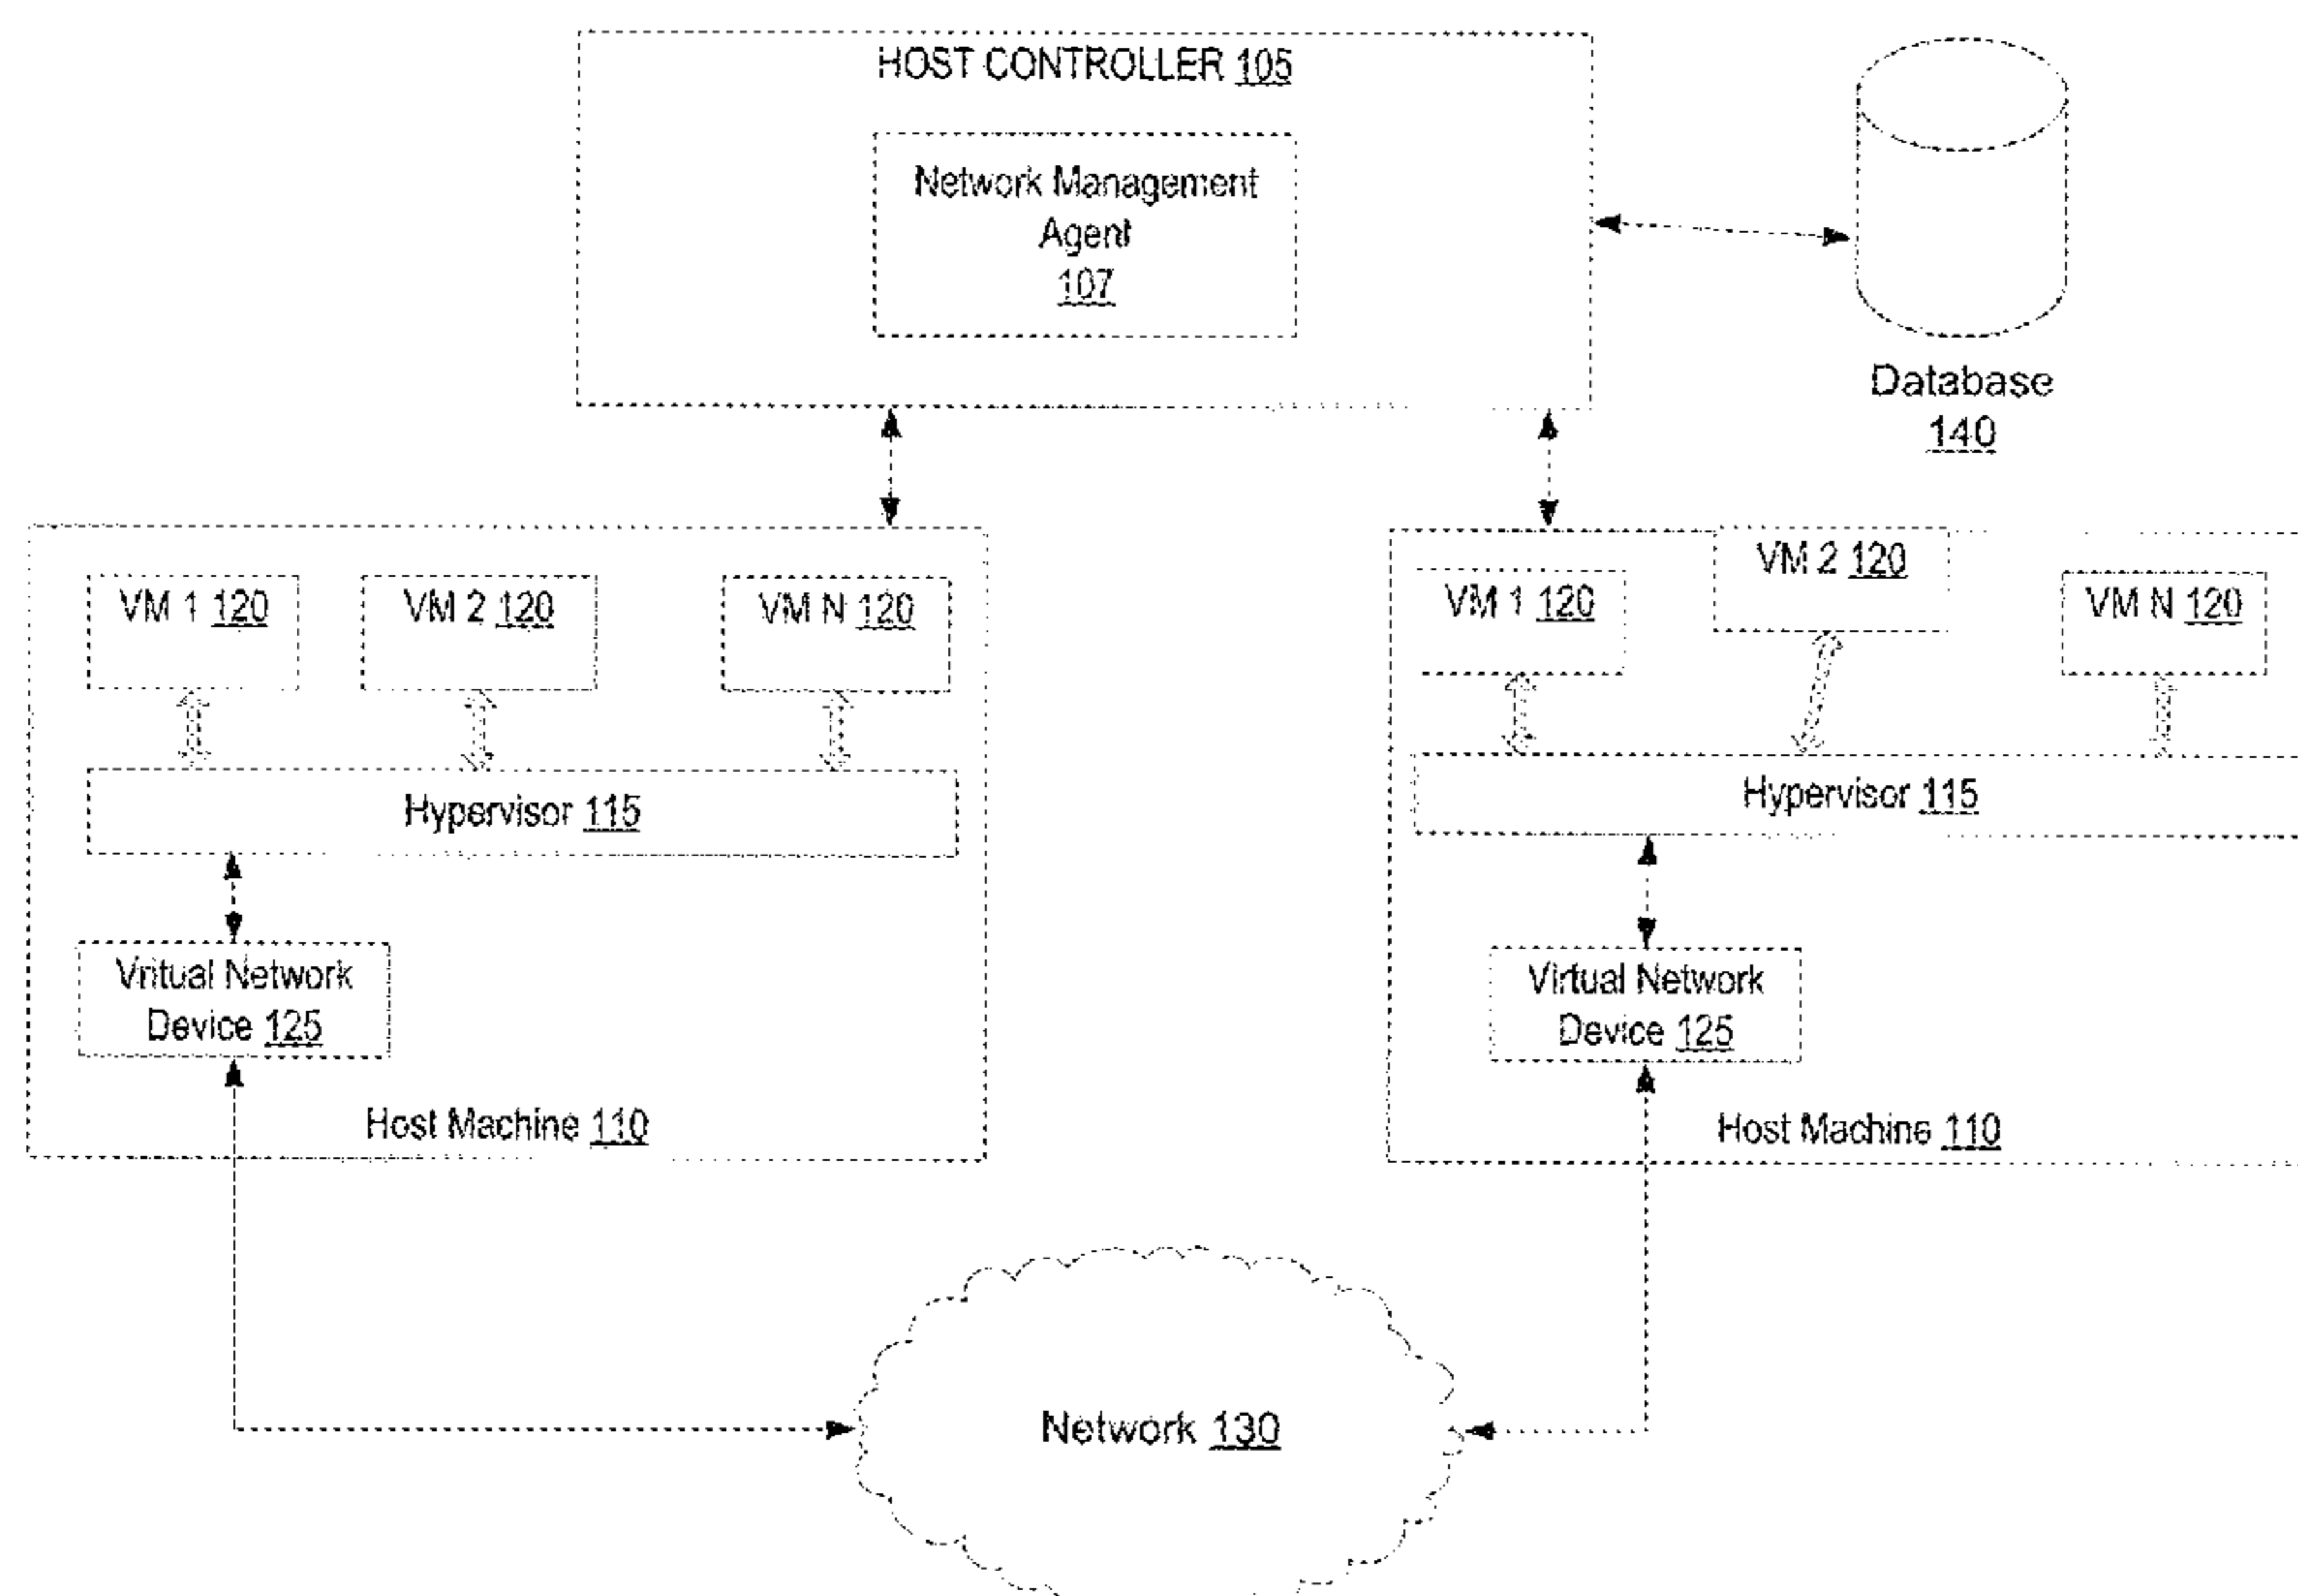 HOST CONTROLLER 105
Network Management
Agent
107
Database
140
VM 1 120
VM 2 120
VM N 120
Hypervisor 115
Vritual Network
Device 125
Host Machine 110
VM 1 120
VM 2 120
VM N 120
Hypervisor 115
Virtual Network
Device 125
Host Machine 110
Network 130